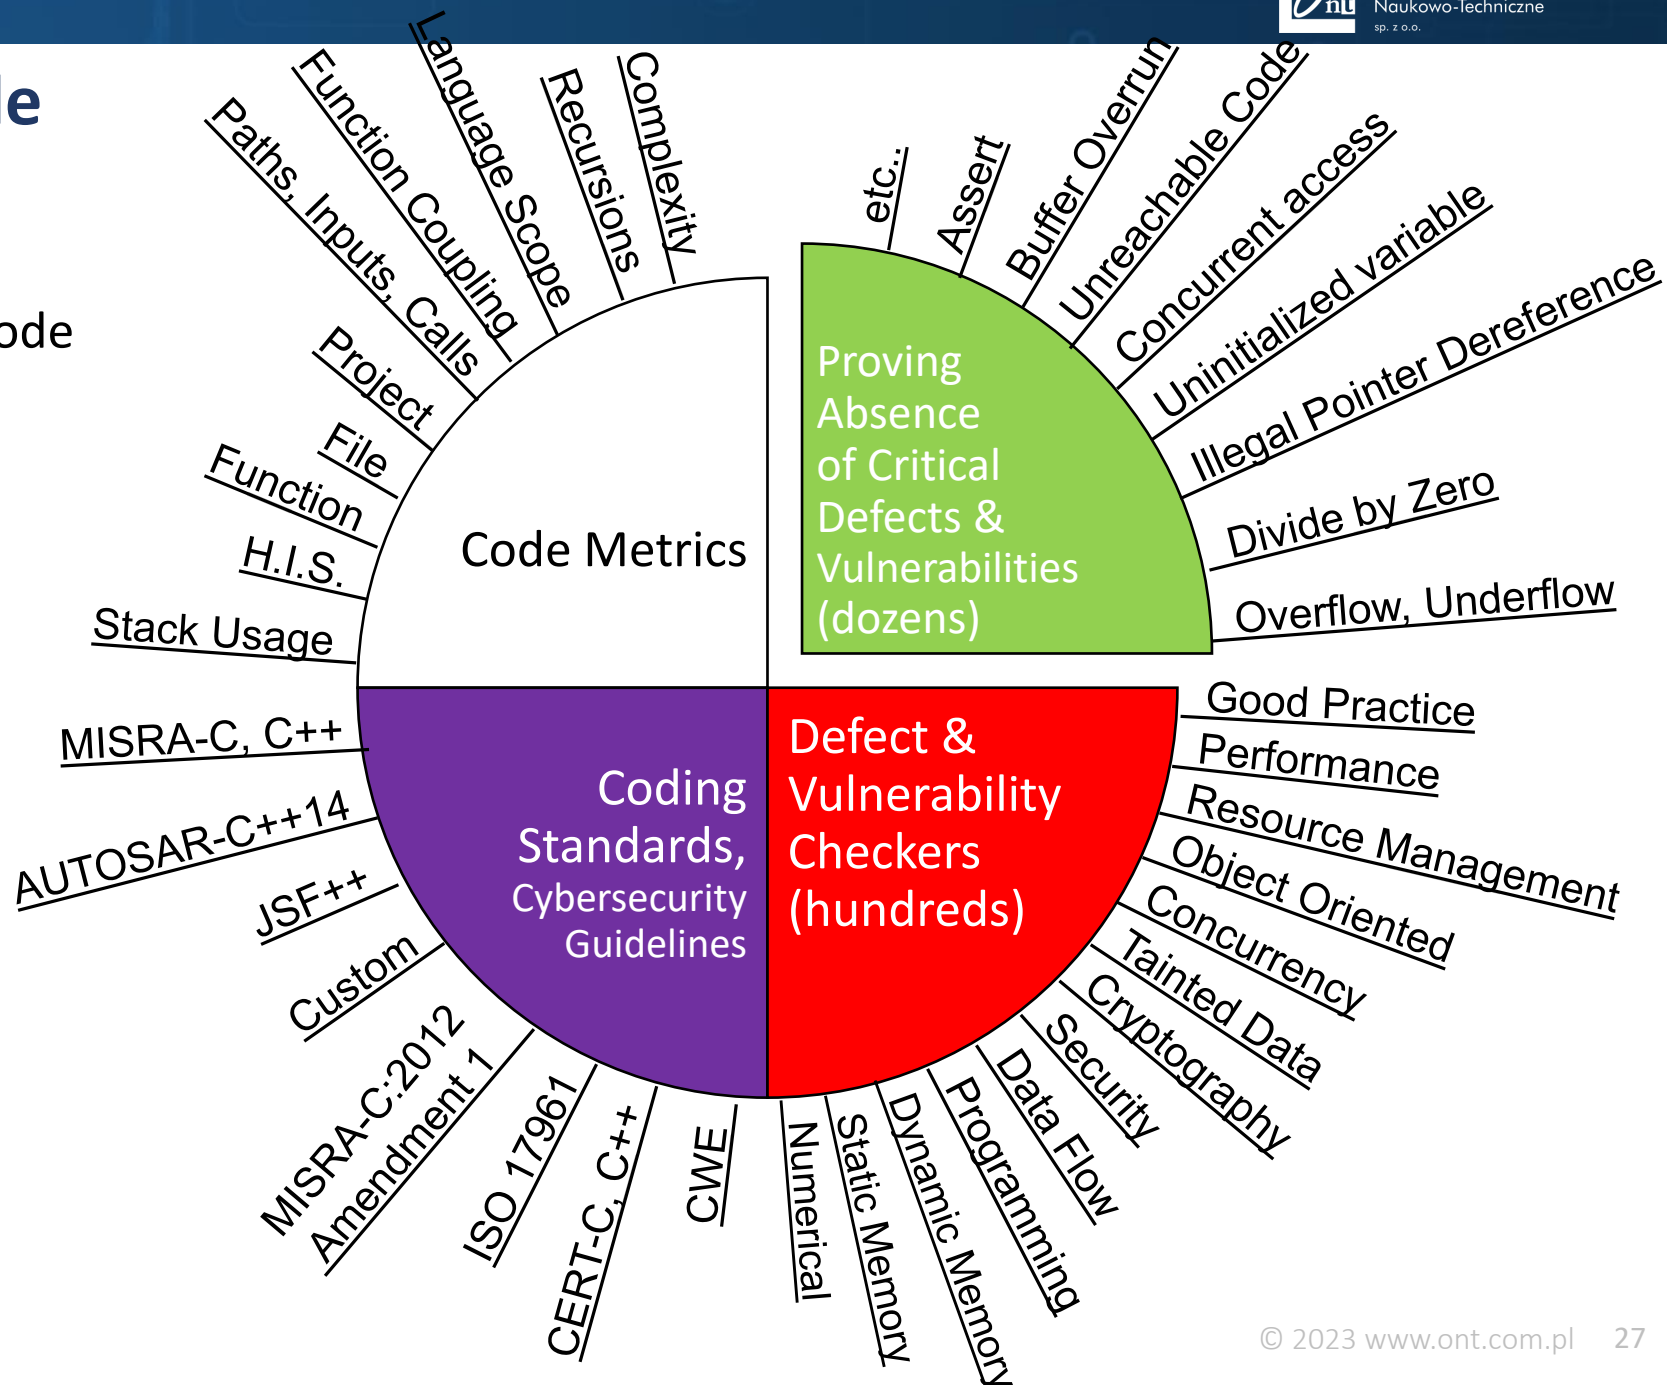 Ont
Naukowo-Techniczne
sp. z o.o.
Complexity
Recursions
Language Scope
Function Coupling
Paths, Inputs, Calls
Project
File
Function
H.I.S.
Stack Usage
Code Metrics
etc..
Assert
Buffer Overrun
Unreachable Code
Concurrent access
Uninitialized variable
Illegal Pointer Dereference
Divide by Zero
Overflow, Underflow
Proving
Absence
of Critical
Defects &
Vulnerabilities
(dozens)
MISRA-C, C++
AUTOSAR-C++14
JSF++
Custom
MISRA-C:2012
Amendment 1
ISO 17961
CERT-C, C++
CWE
Coding
Standards,
Cybersecurity
Guidelines
Defect &
Vulnerability
Checkers
(hundreds)
Good Practice
Performance
Resource Management
Object Oriented
Concurrency
Tainted Data
Cryptography
Security
Data Flow
Programming
Dynamic Memory
Static Memory
Numerical
© 2023 www.ont.com.pl 27